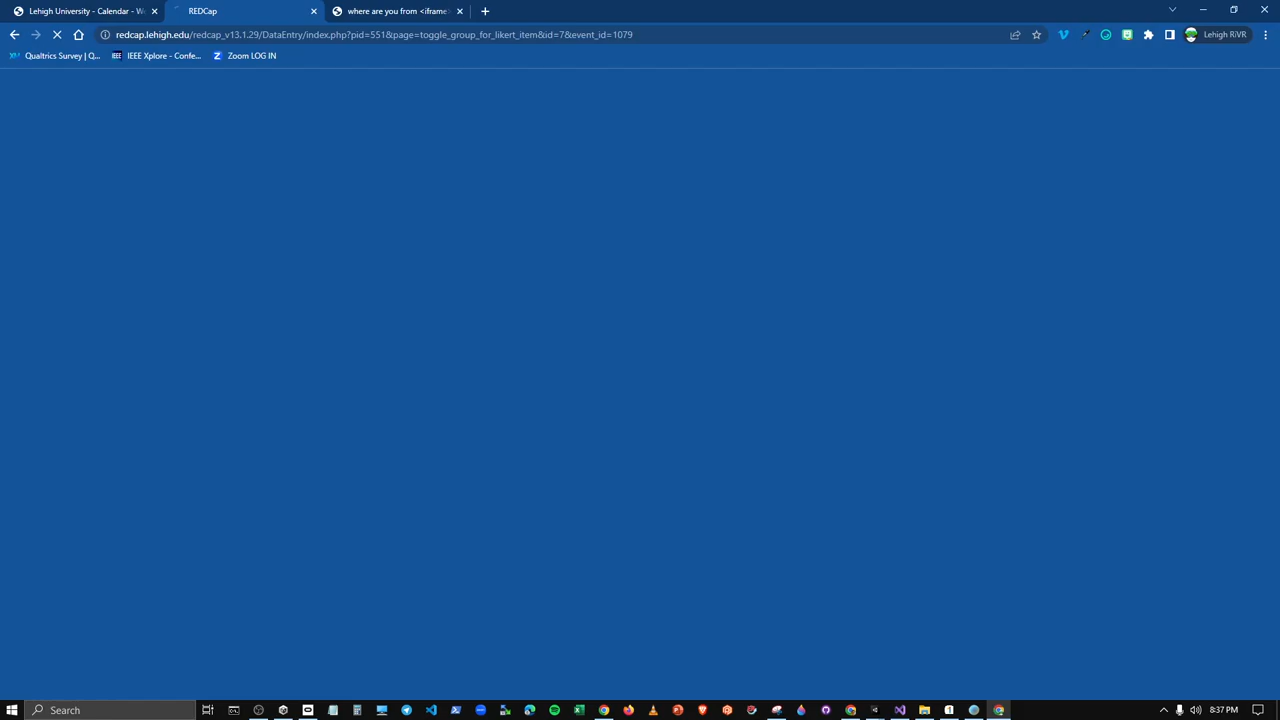 Lehigh University - Calendar - W
REDCap
where are you from <iframe>
redcap.lehigh.edu/redcap_v13.1.29/DataEntry/index.php?pid=551&page=toggle_group_for_likert_item&id=7&event_id=1079
Lehigh RiVR
Qualtrics Survey | Q...
IEEE Xplore - Confe...
Zoom LOG IN
Search
8:37 PM